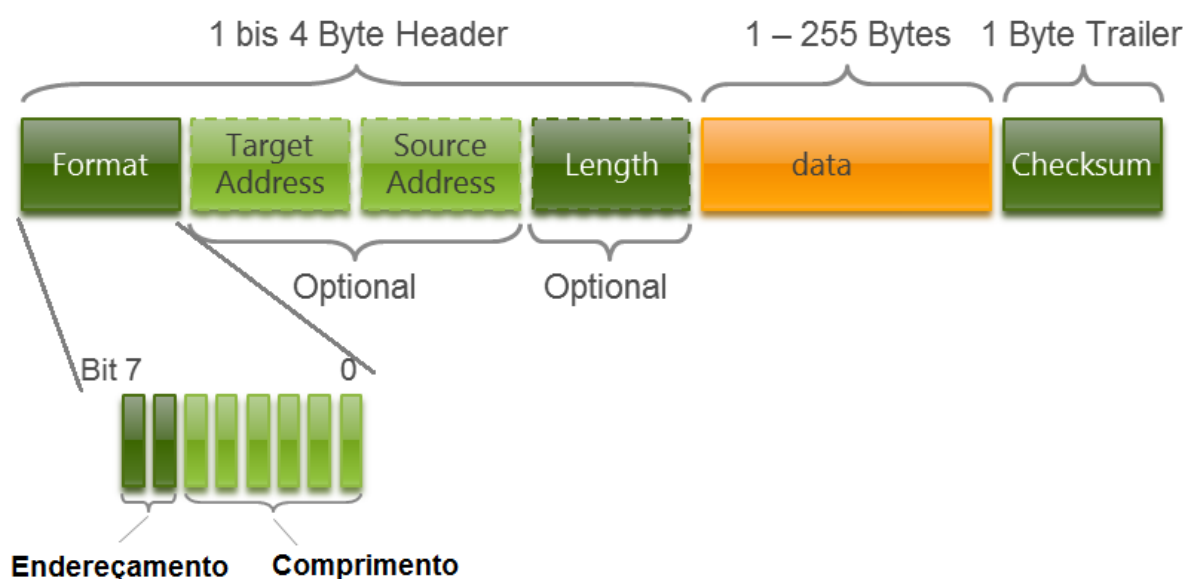 1 bis 4 Byte Header
1 – 255 Bytes
1 Byte Trailer
Format
Target
Address
Source
Address
Length
data
Checksum
Optional
Optional
Bit 7
0
Endereçamento
Comprimento